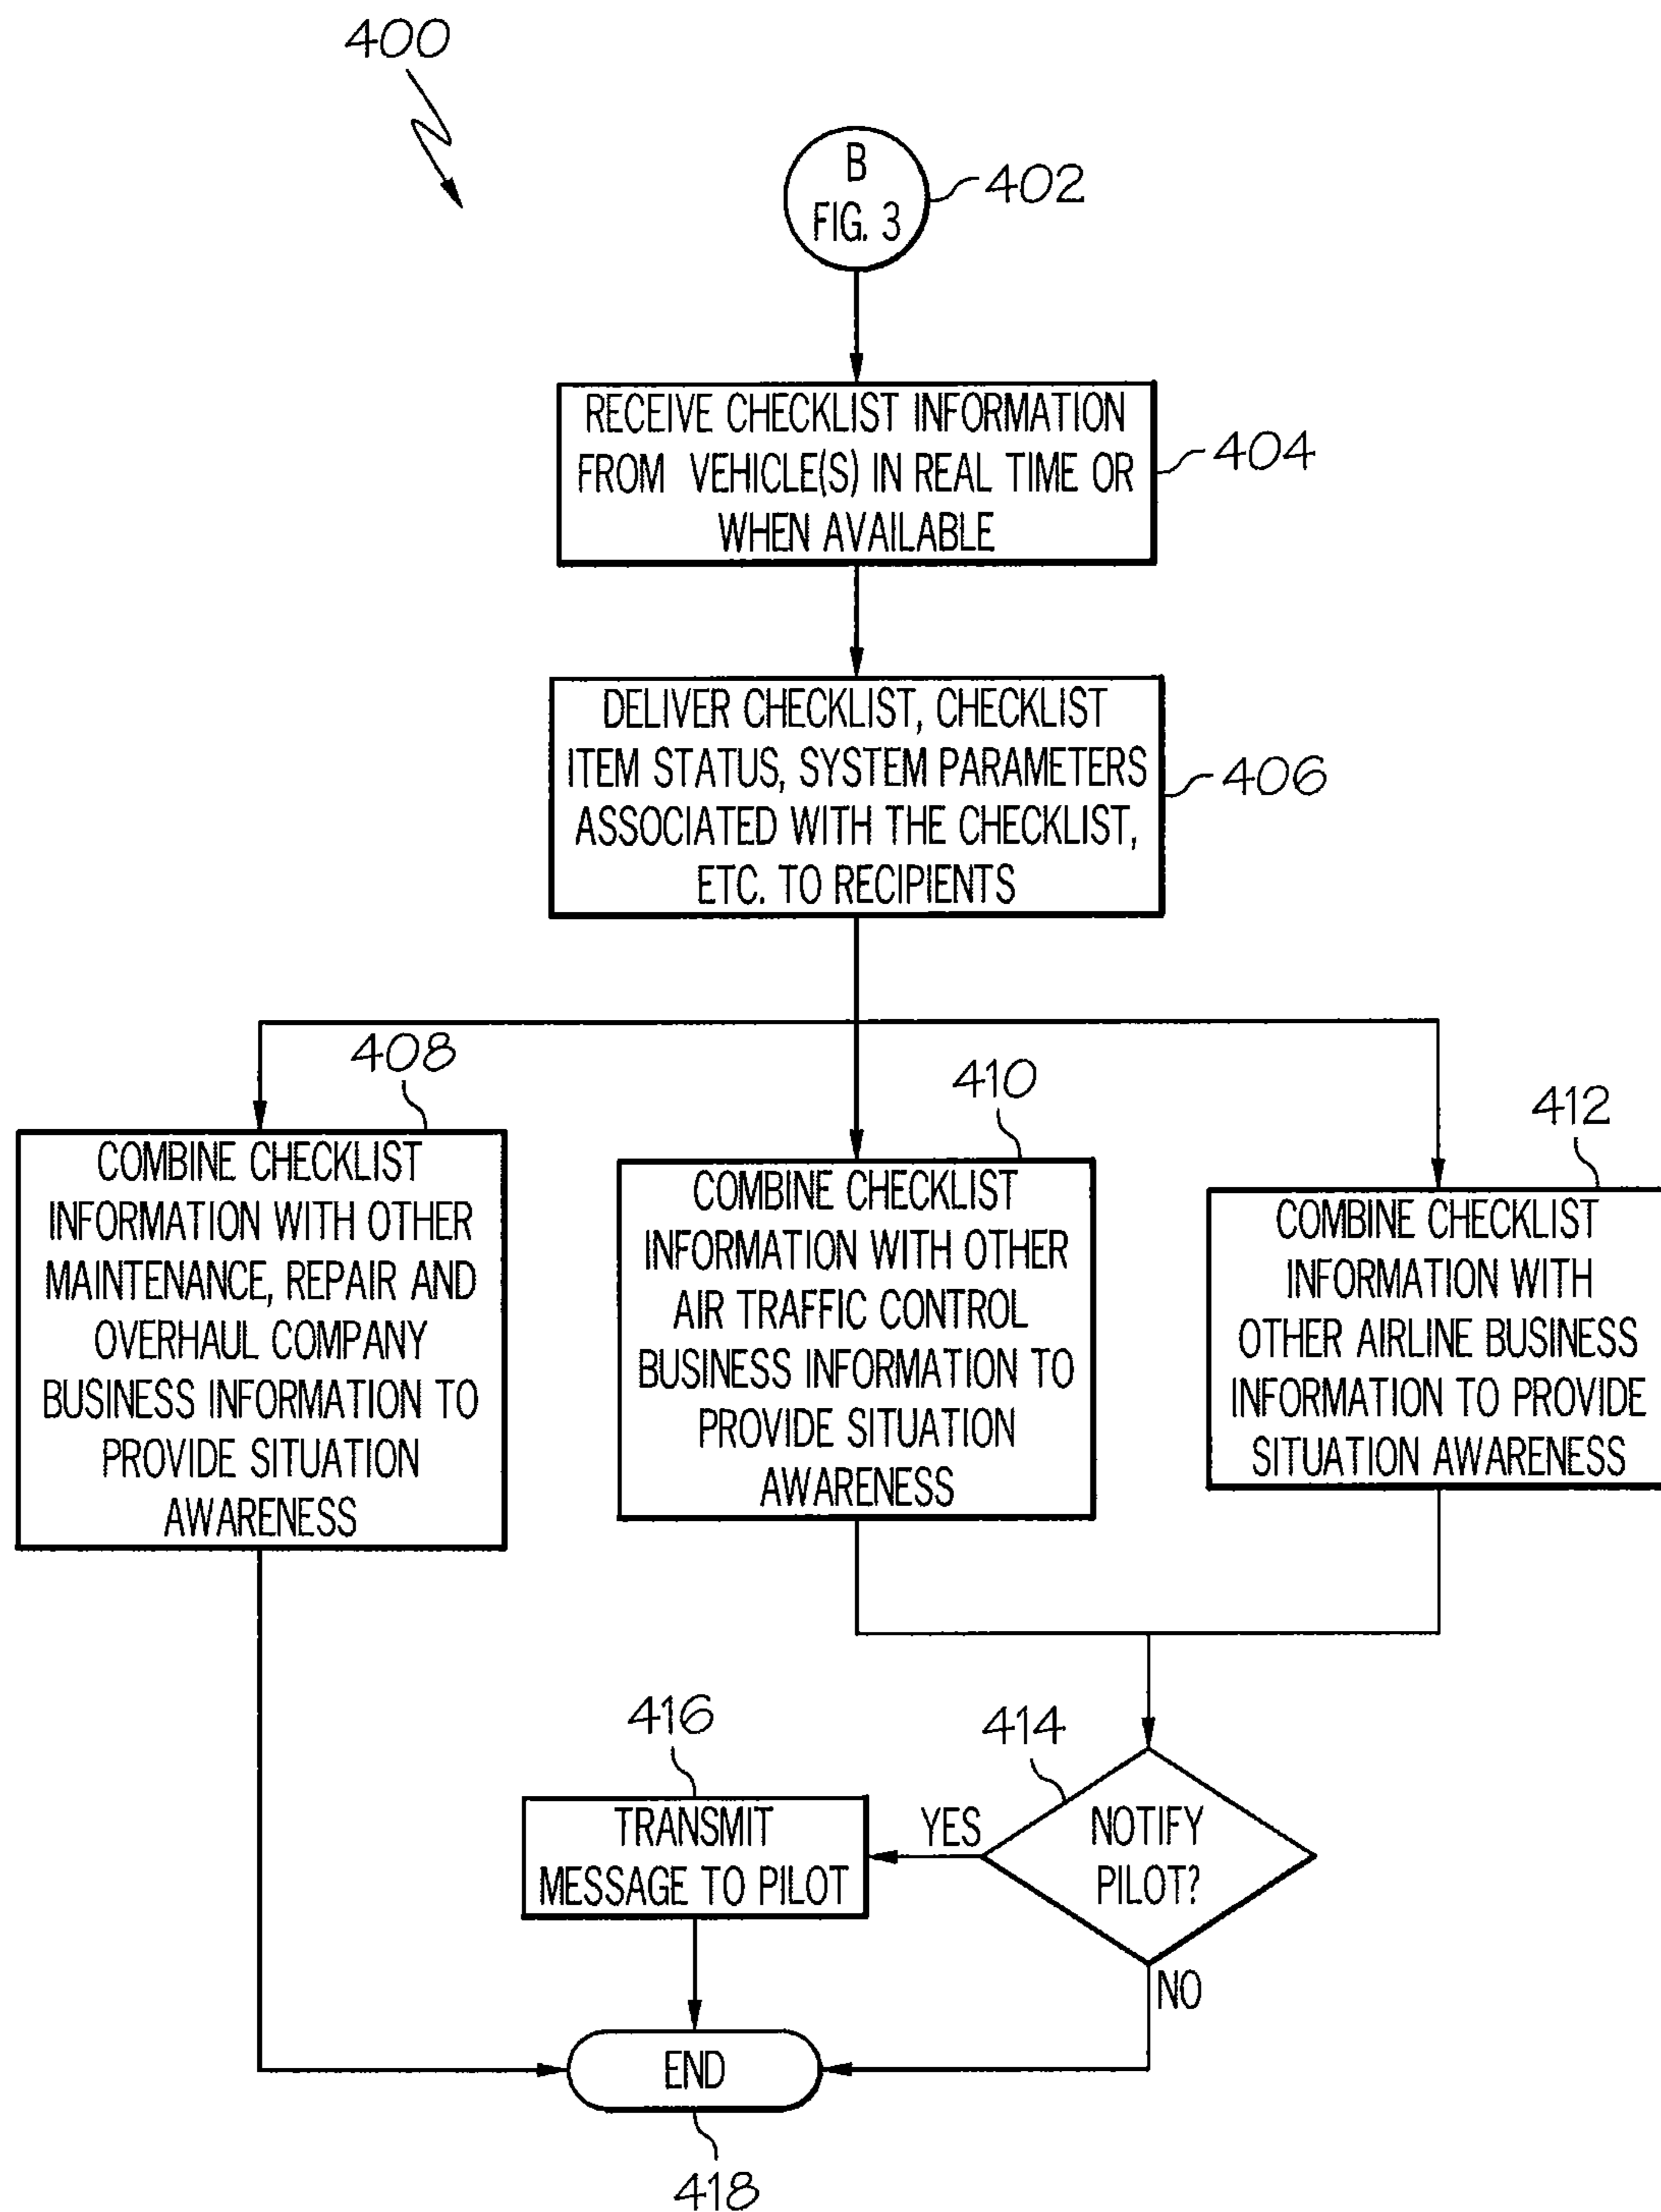 400
B
FIG. 3
402
RECEIVE CHECKLIST INFORMATION
FROM VEHICLE(S) IN REAL TIME OR
WHEN AVAILABLE
404
DELIVER CHECKLIST, CHECKLIST
ITEM STATUS, SYSTEM PARAMETERS
ASSOCIATED WITH THE CHECKLIST,
ETC. TO RECIPIENTS
406
408
COMBINE CHECKLIST
INFORMATION WITH OTHER
MAINTENANCE, REPAIR AND
OVERHAUL COMPANY
BUSINESS INFORMATION TO
PROVIDE SITUATION
AWARENESS
410
COMBINE CHECKLIST
INFORMATION WITH OTHER
AIR TRAFFIC CONTROL
BUSINESS INFORMATION TO
PROVIDE SITUATION
AWARENESS
412
COMBINE CHECKLIST
INFORMATION WITH
OTHER AIRLINE BUSINESS
INFORMATION TO PROVIDE
SITUATION AWARENESS
416
TRANSMIT
MESSAGE TO PILOT
YES
414
NOTIFY
PILOT?
NO
END
418